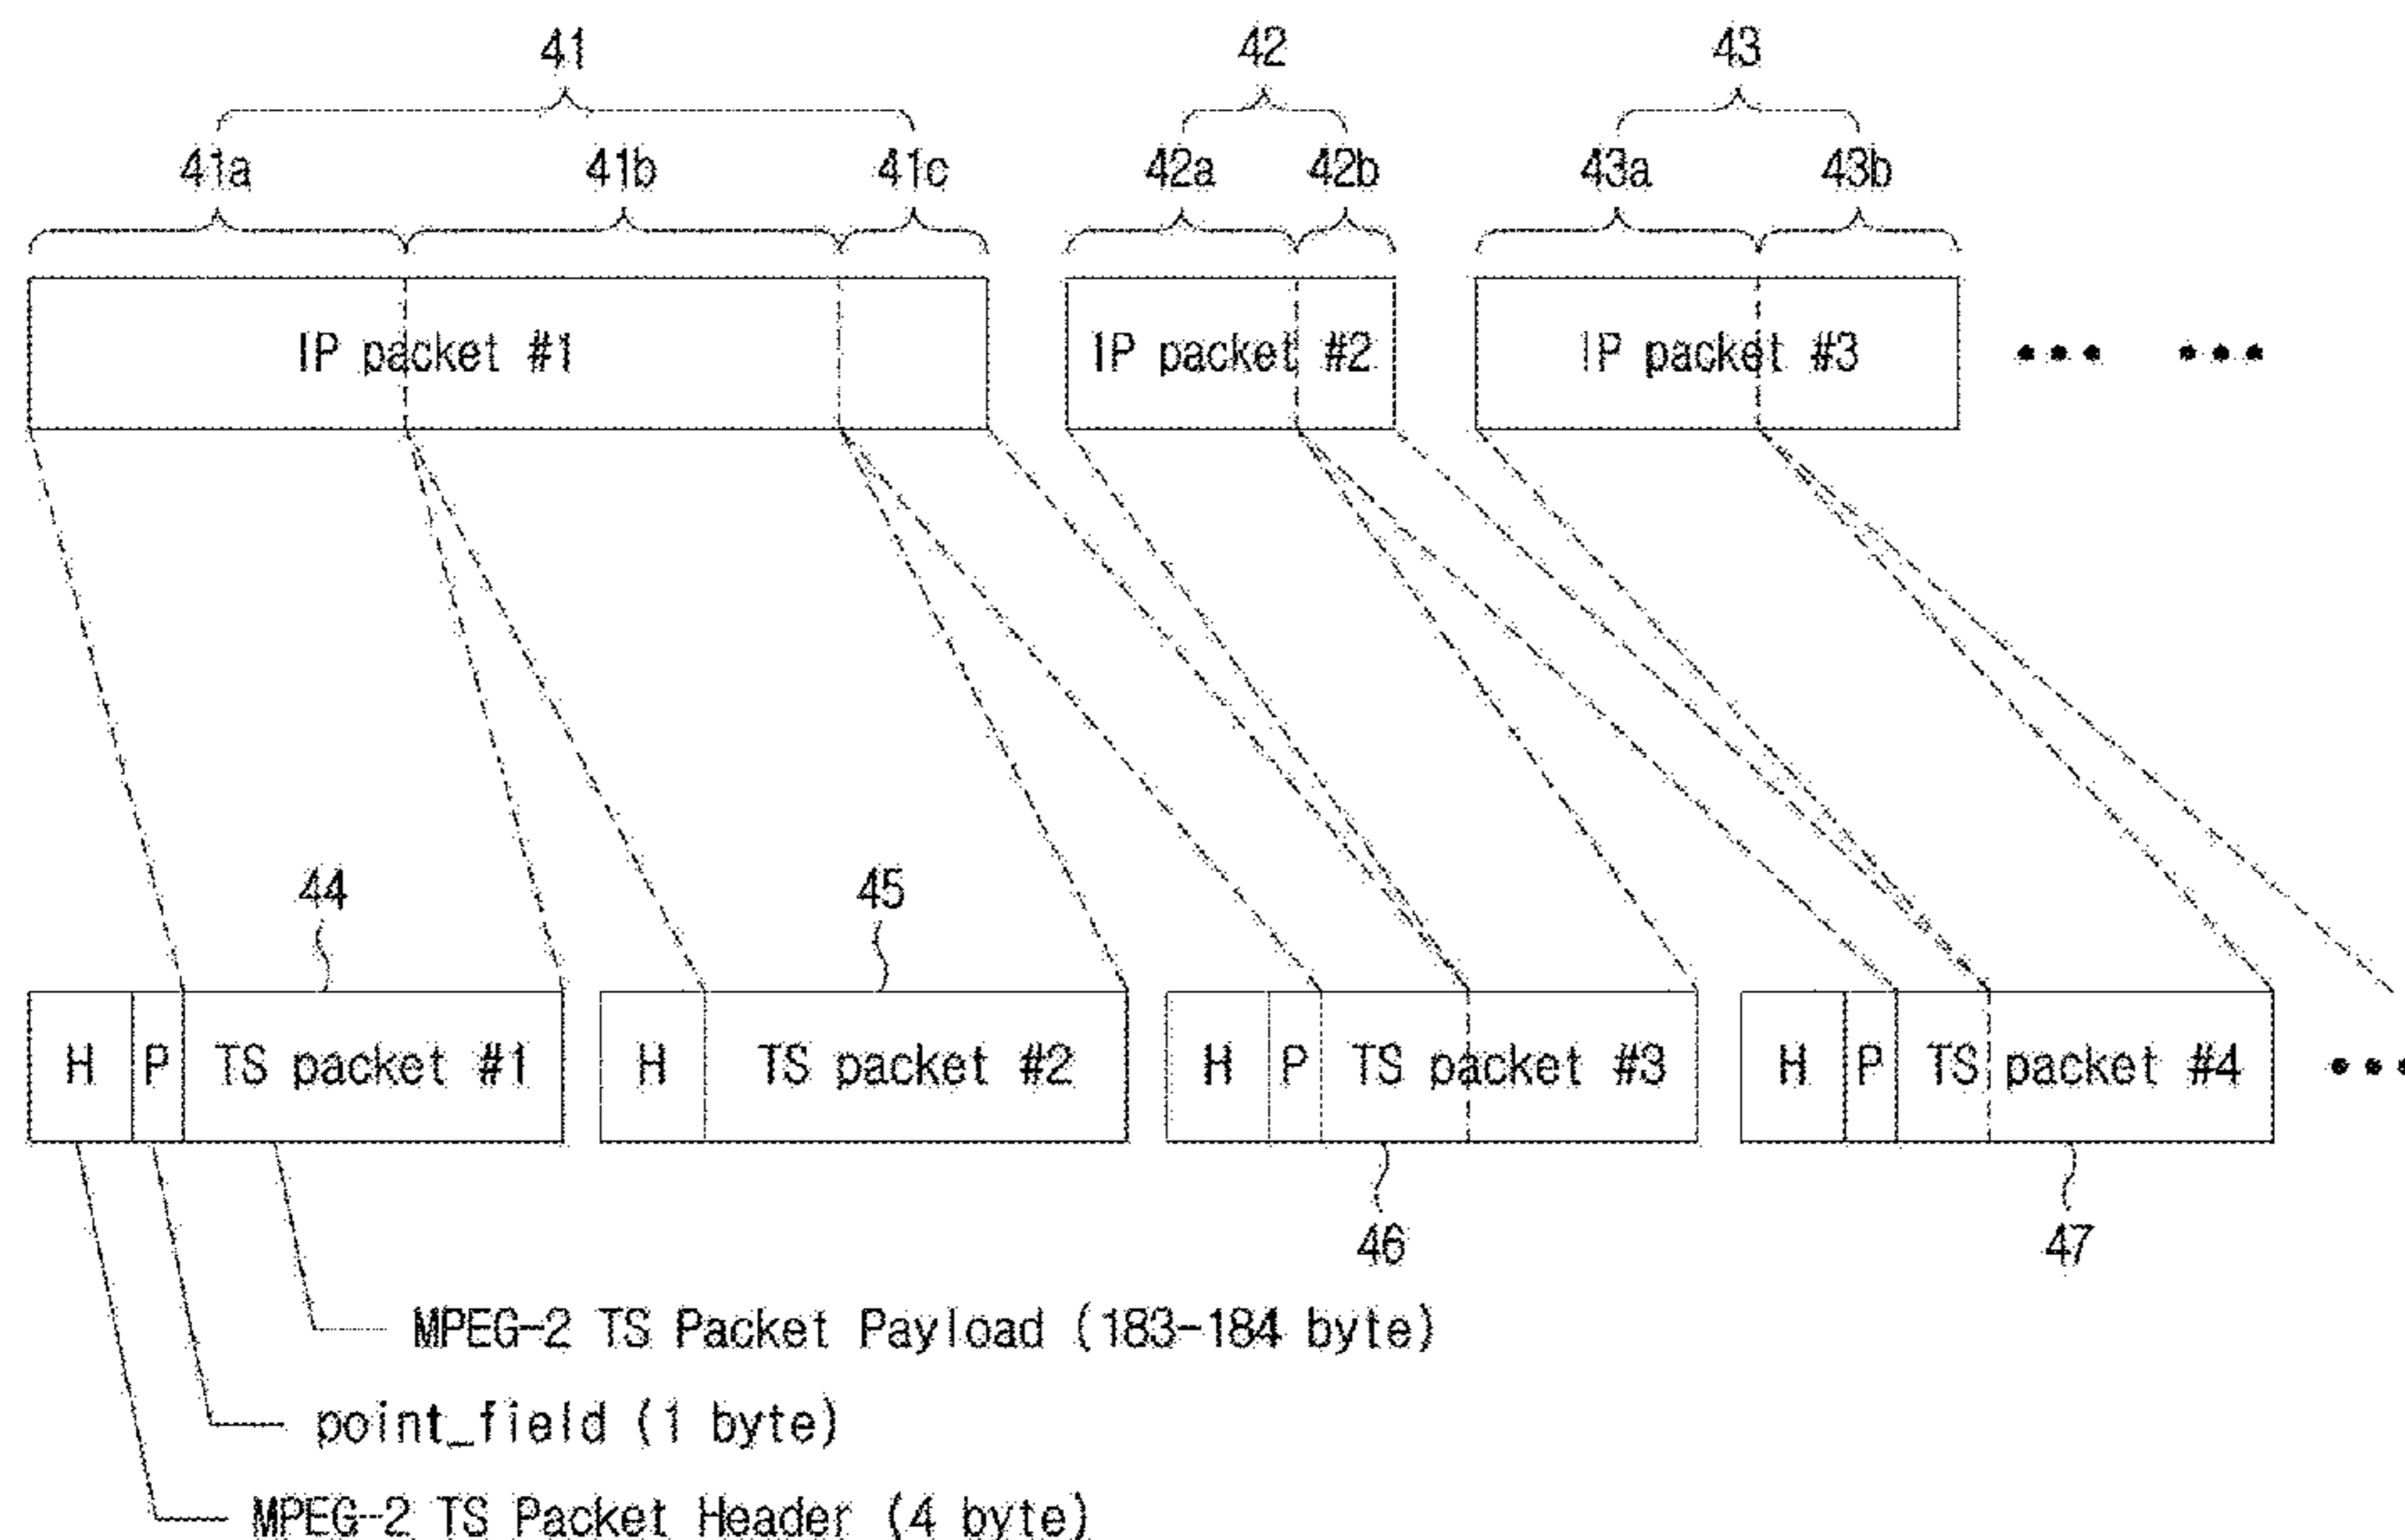 41 42 43
41a 41b 41c 42a 42b 43a 43b
IP packet #1 IP packet #2 IP packet #3 ••• •••
44 45
H P TS packet #1 H TS packet #2 H P TS packet #3 H P TS packet #4 •••
46 47
MPEG-2 TS Packet Payload (183-184 byte)
point_field (1 byte)
MPEG-2 TS Packet Header (4 byte)